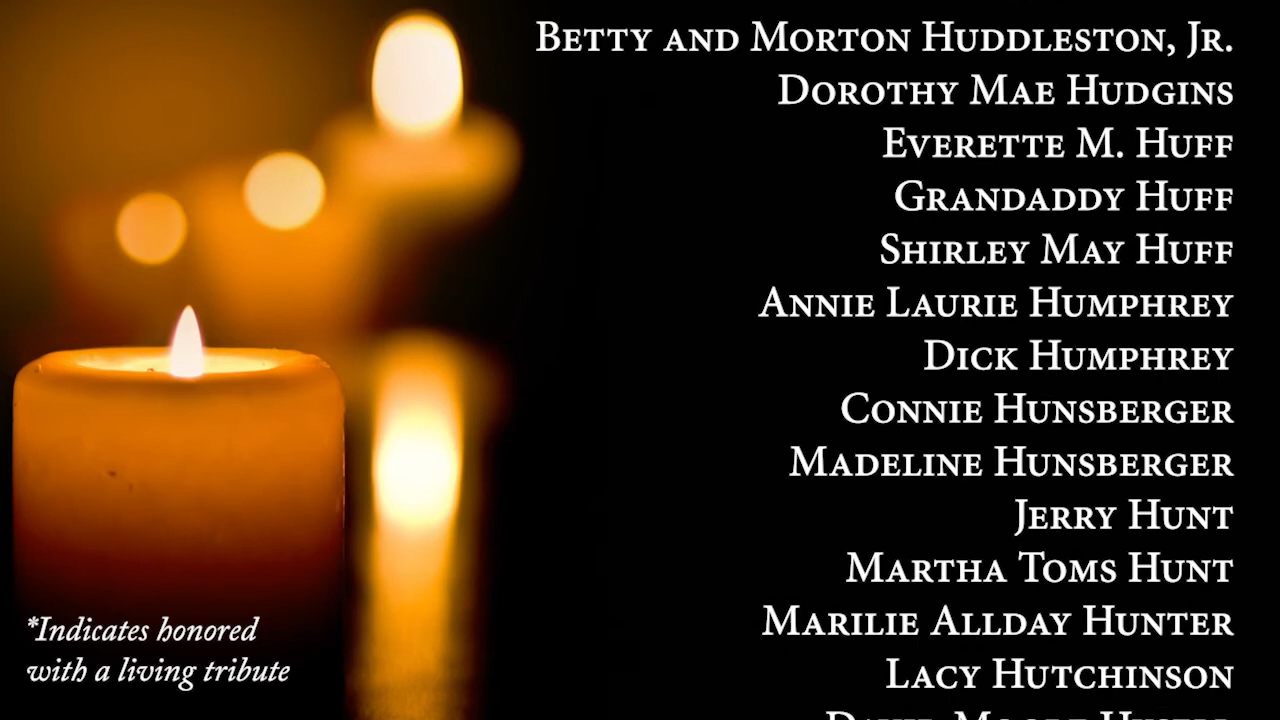 Betty and Morton Huddleston, Jr.
Dorothy Mae Hudgins
Everette M. Huff
Grandaddy Huff
Shirley May Huff
Annie Laurie Humphrey
Dick Humphrey
Connie Hunsberger
Madeline Hunsberger
Jerry Hunt
Martha Toms Hunt
Marilie Allday Hunter
Lacy Hutchinson
*Indicates honored
with a living tribute